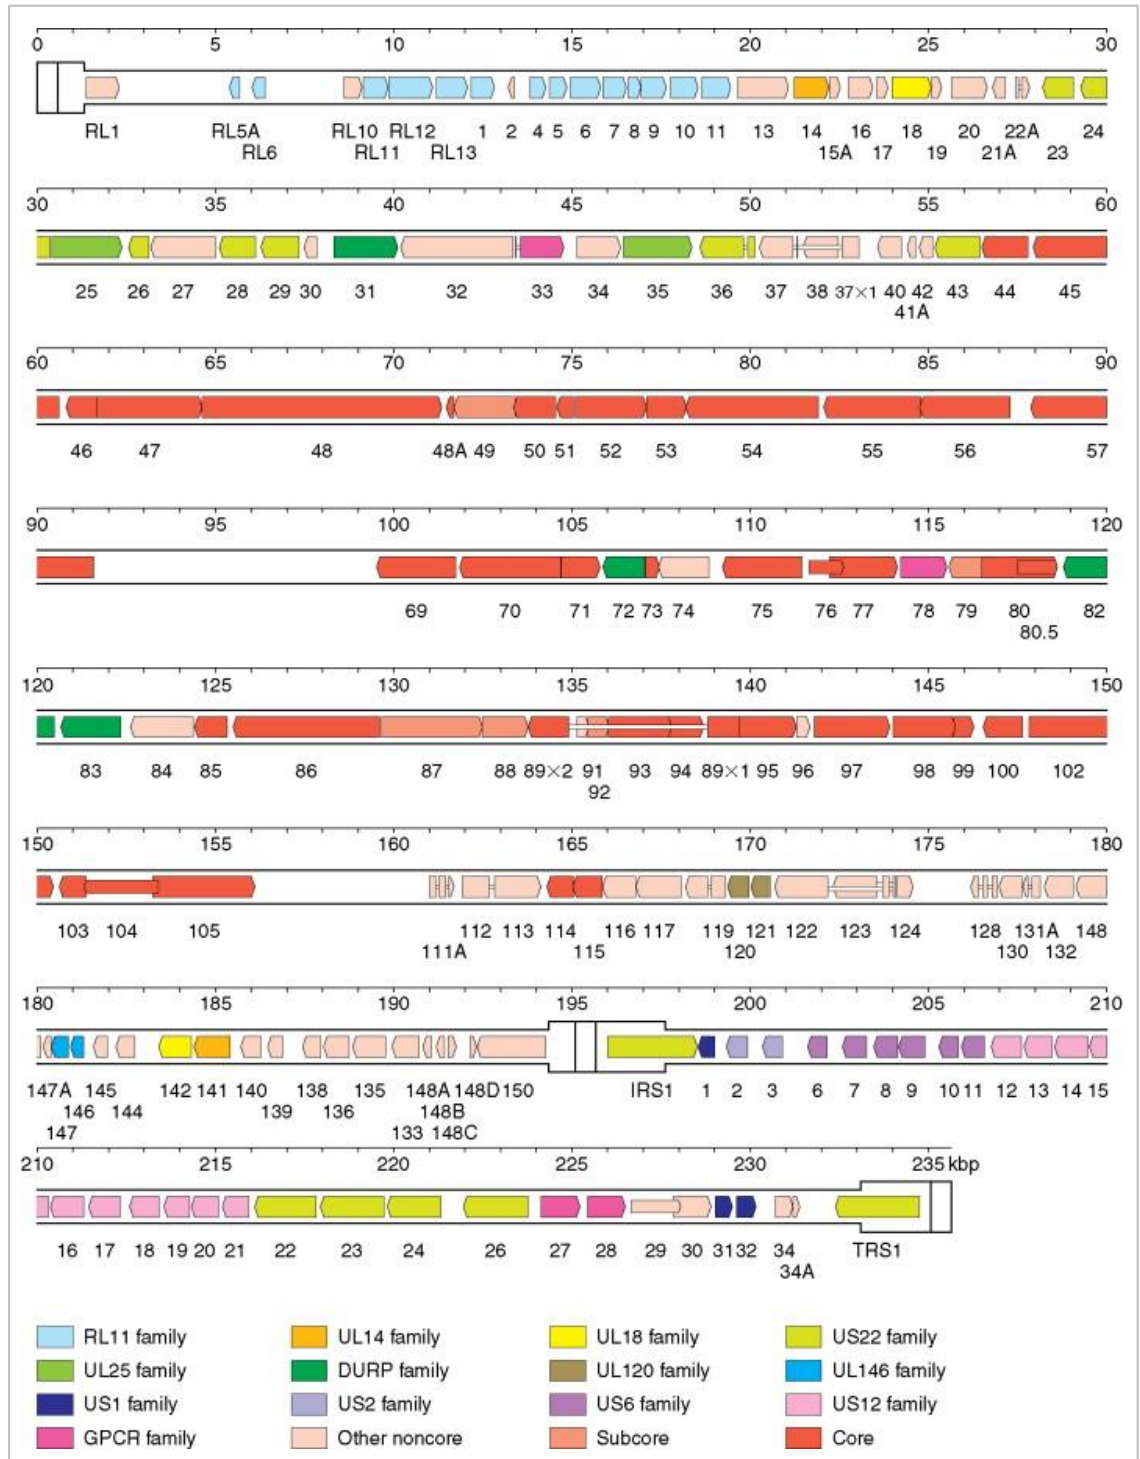 0 5 10 15 20 25 30
RL1 RL5A RL10 RL12 1 2 4 5 6 7 8 9 10 11 13 14 16 18 20 22A 24
RL6 RL11 RL13 15A 17 19 21A 23
30 35 40 45 50 55 60
25 26 27 28 29 30 31 32 33 34 35 36 37 38 37×1 40 42 43 44 45
41A
60 65 70 75 80 85 90
46 47 48 48A 49 50 51 52 53 54 55 56 57
90 95 100 105 110 115 120
69 70 71 72 73 74 75 76 77 78 79 80 82
80.5
120 125 130 135 140 145 150
83 84 85 86 87 88 89×2 91 93 94 89×1 95 96 97 98 99 100 102
92
150 155 160 165 170 175 180
103 104 105 112 113 114 116 117 119 121 122 123 124 128 131A 148
111A 115 120 130 132
180 185 190 195 200 205 210
147A 145 142 141 140 138 135 148A 148D 150 IRS1 1 2 3 6 7 8 9 10 11 12 13 14 15
146 144 139 136 148B
147 133 148C
210 215 220 225 230 235 kbp
16 17 18 19 20 21 22 23 24 26 27 28 29 30 31 32 34 TRS1
34A
RL11 family UL14 family UL18 family US22 family
UL25 family DURP family UL120 family UL146 family
US1 family US2 family US6 family US12 family
GPCR family Other noncore Subcore Core